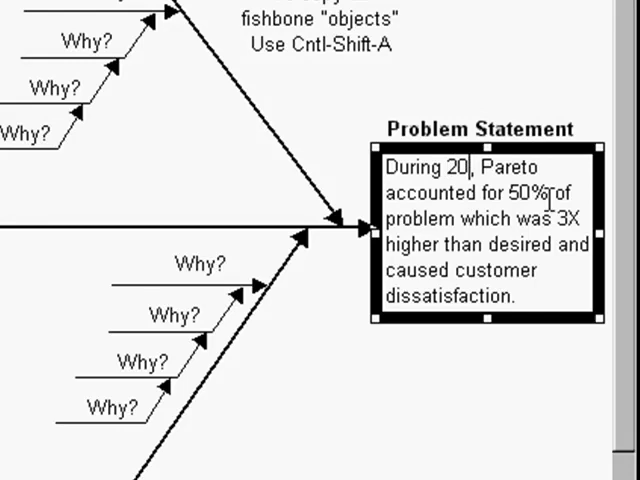 fishbone "objects"
Use Cntl-Shift-A
Why?
Why?
Why?
Problem Statement
During 20, Pareto
accounted for 50% of
problem which was 3X
higher than desired and
caused customer
dissatisfaction.
Why?
Why?
Why?
Why?